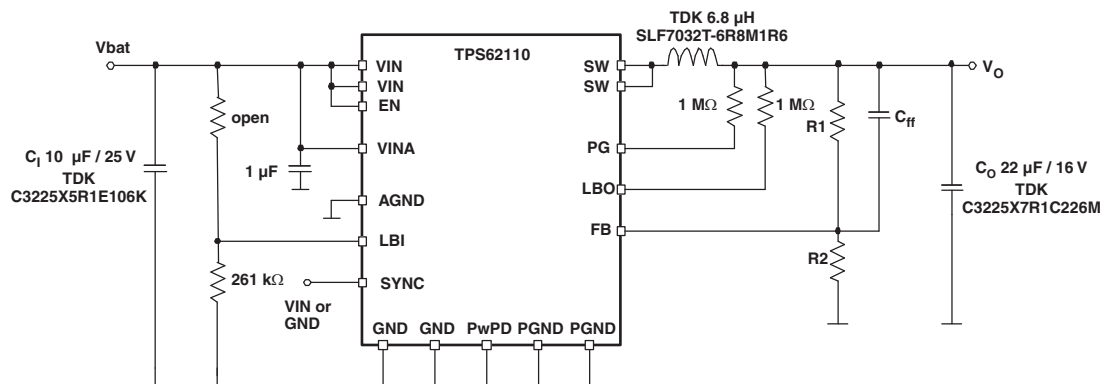 TDK 6.8 µH
SLF7032T-6R8M1R6
Vbat
TPS62110
VIN
SW
VO
VIN
SW
EN
open
1 MΩ
1 MΩ
R1
Cff
VINA
PG
CI 10 µF / 25 V
TDK
C3225X5R1E106K
1 µF
CO 22 µF / 16 V
TDK
C3225X7R1C226M
AGND
LBO
LBI
FB
R2
261 kΩ
SYNC
VIN or
GND
GND
GND
PwPD
PGND
PGND